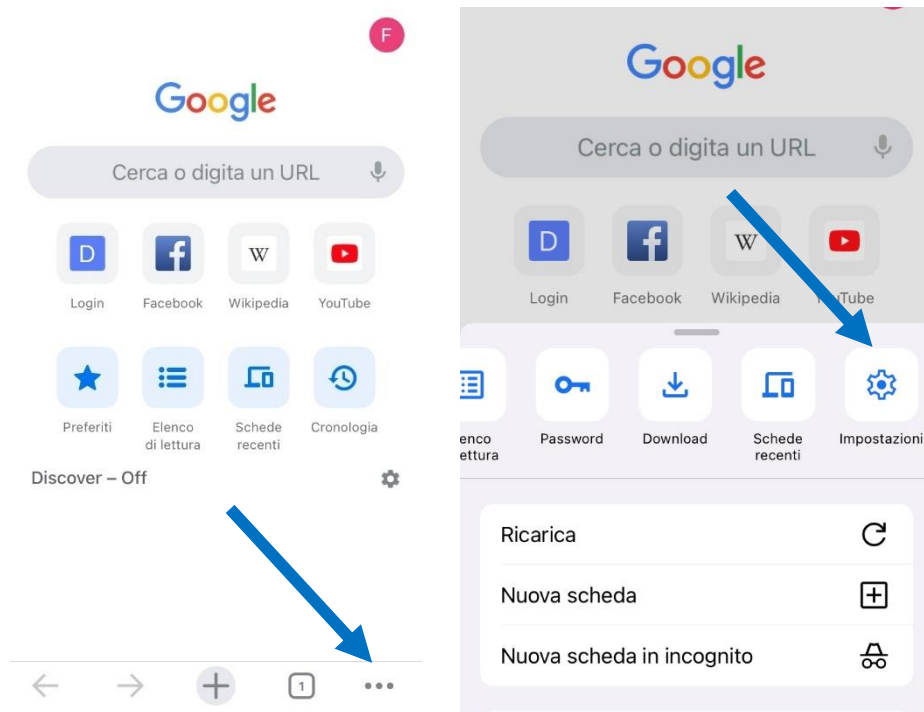 F
Google
Cerca o digita un URL
D
W
Login
Facebook
Wikipedia
YouTube
Preferiti
Elenco
di lettura
Schede
recenti
Cronologia
Discover – Off
1
Google
Cerca o digita un URL
D
W
Login
Facebook
Wikipedia
YouTube
enco
ettura
Password
Download
Schede
recenti
Impostazioni
Ricarica
Nuova scheda
Nuova scheda in incognito